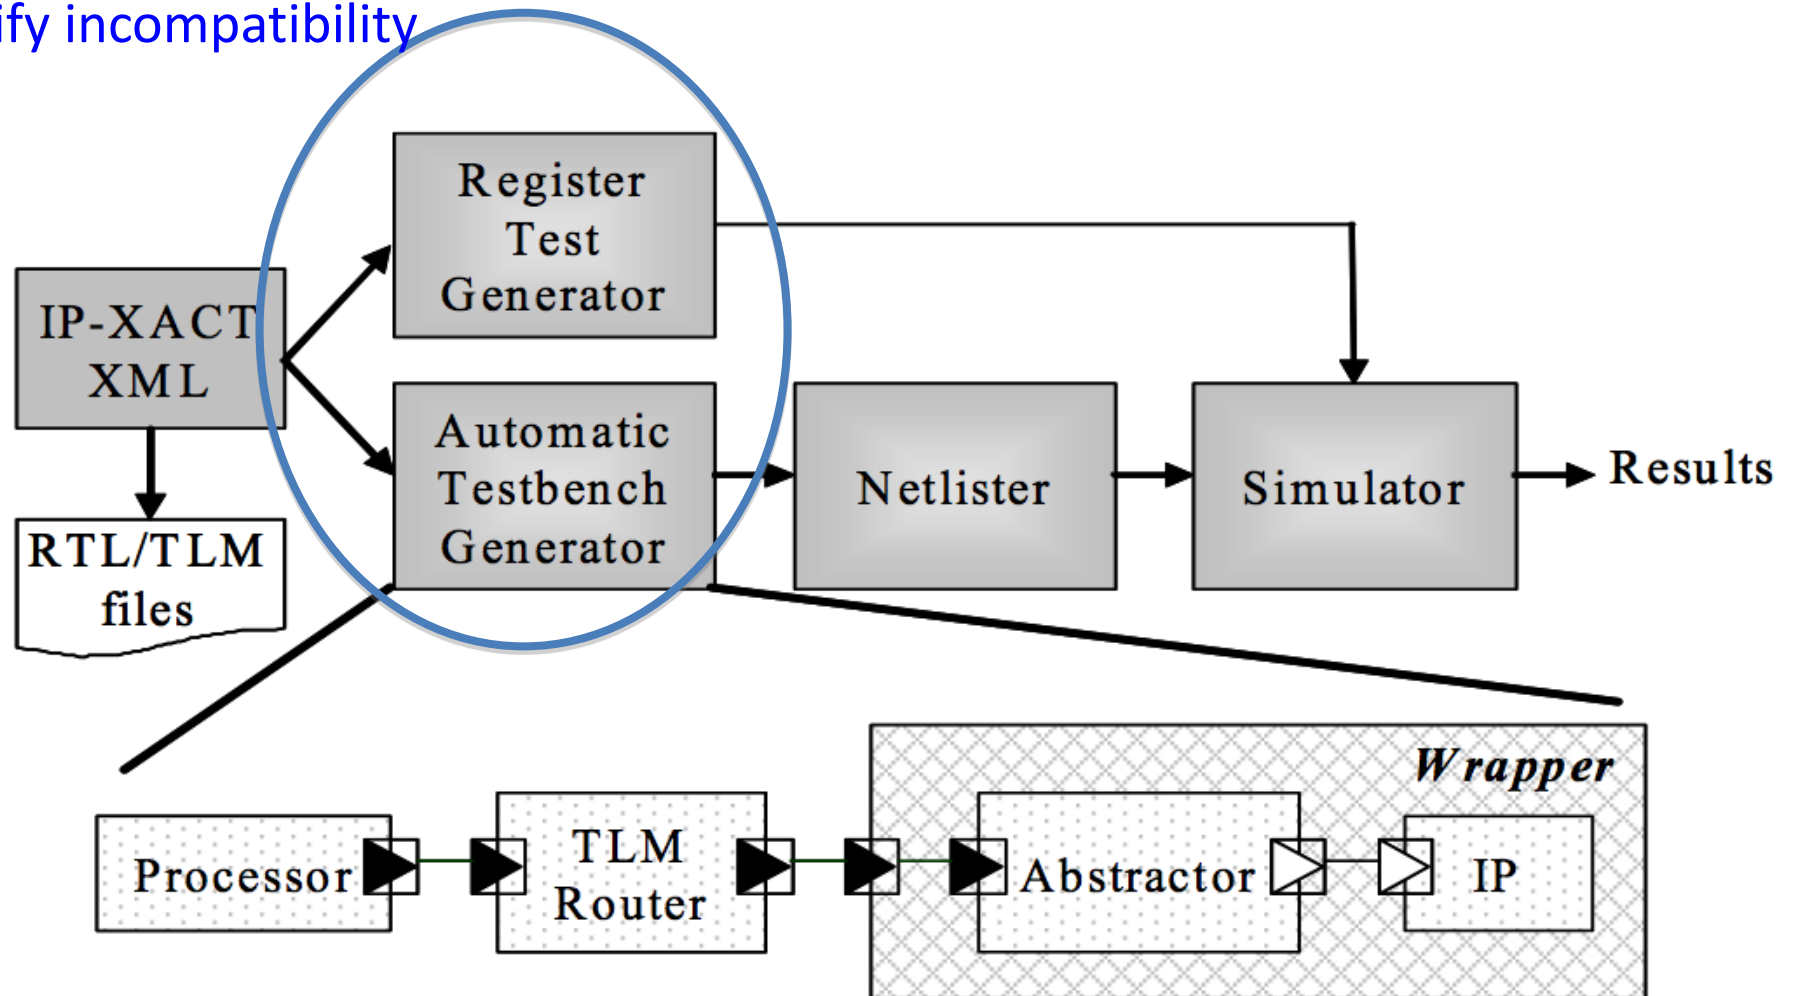 ify incompatibility
Register
Test
Generator
IP-XACT
XML
Automatic
Testbench
Generator
Netlister
Simulator
Results
RTL/TLM
files
Wrapper
Processor
TLM
Router
Abstractor
IP